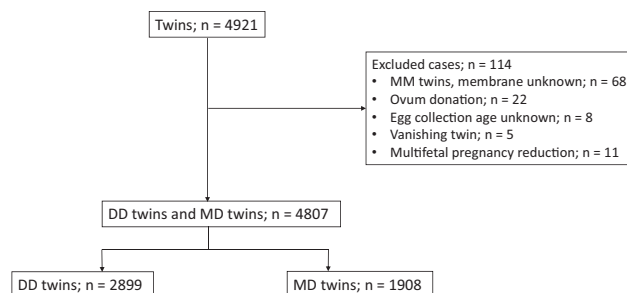 Twins; n = 4921
Excluded cases; n = 114
• MM twins, membrane unknown; n = 68
• Ovum donation; n = 22
• Egg collection age unknown; n = 8
• Vanishing twin; n = 5
• Multifetal pregnancy reduction; n = 11
DD twins and MD twins; n = 4807
DD twins; n = 2899
MD twins; n = 1908